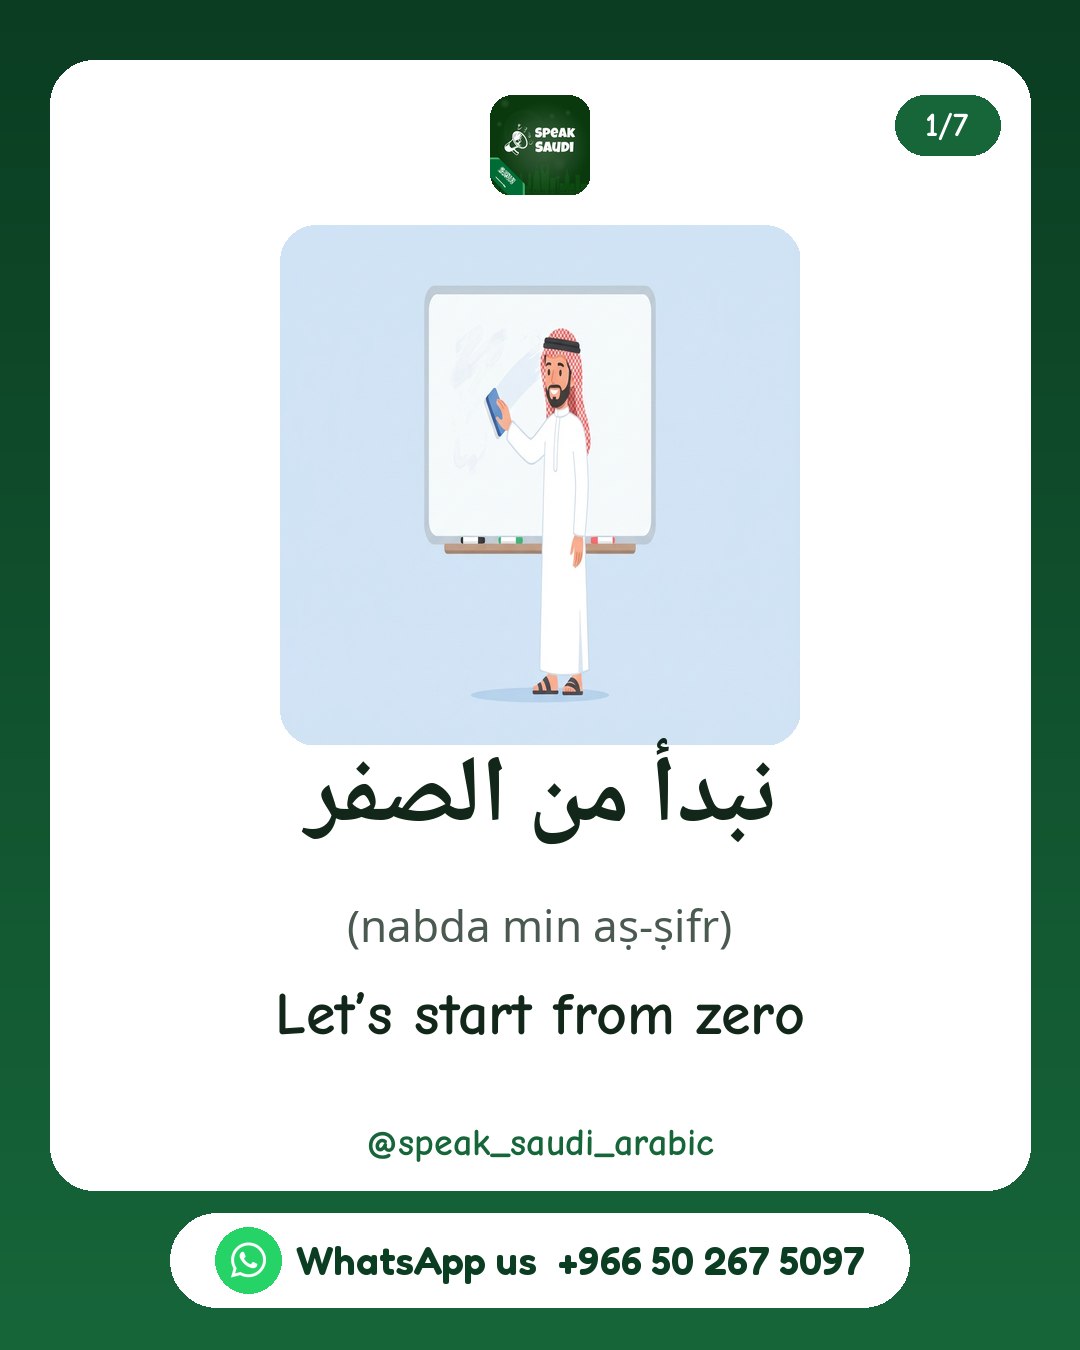 SPEAK
SAUDI
1/7
نبدأ من الصفر
(nabda min aṣ-ṣifr)
Let's start from zero
@speak_saudi_arabic
WhatsApp us +966 50 267 5097